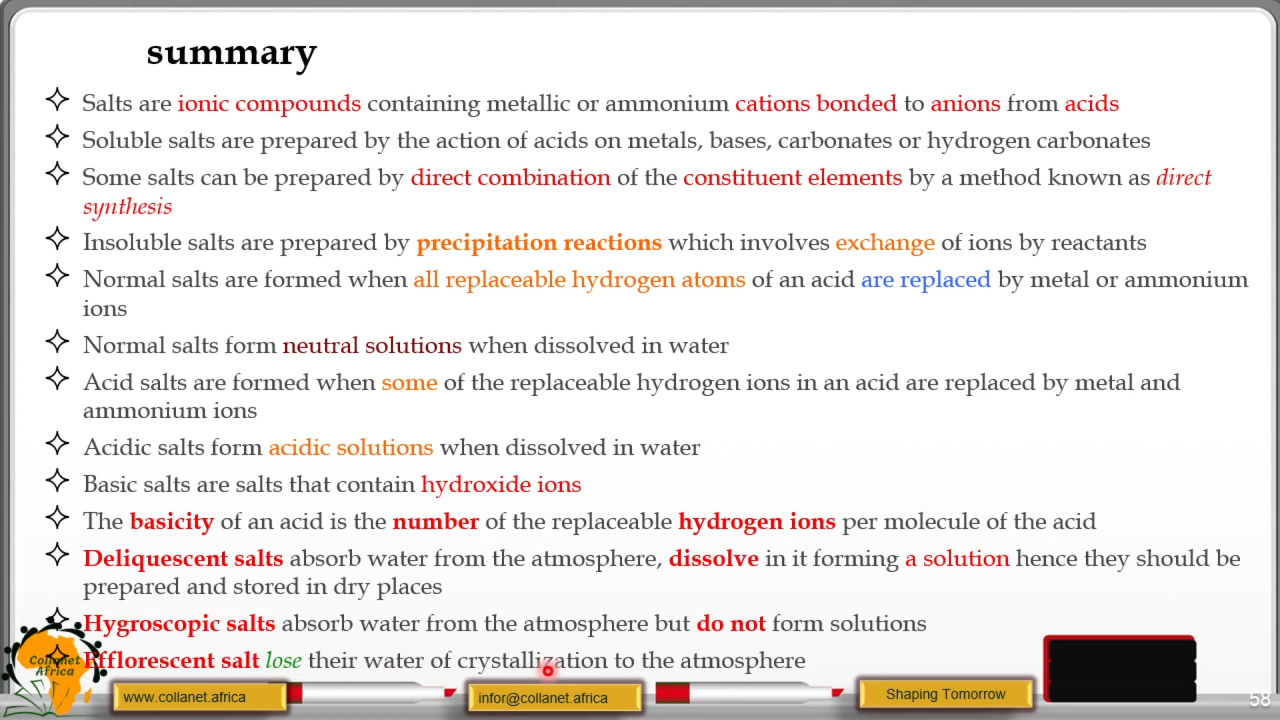 summary
Salts are ionic compounds containing metallic or ammonium cations bonded to anions from acids
Soluble salts are prepared by the action of acids on metals, bases, carbonates or hydrogen carbonates
Some salts can be prepared by direct combination of the constituent elements by a method known as direct
synthesis
Insoluble salts are prepared by precipitation reactions which involves exchange of ions by reactants
Normal salts are formed when all replaceable hydrogen atoms of an acid are replaced by metal or ammonium
ions
Normal salts form neutral solutions when dissolved in water
Acid salts are formed when some of the replaceable hydrogen ions in an acid are replaced by metal and
ammonium ions
Acidic salts form acidic solutions when dissolved in water
Basic salts are salts that contain hydroxide ions
The basicity of an acid is the number of the replaceable hydrogen ions per molecule of the acid
Deliquescent salts absorb water from the atmosphere, dissolve in it forming a solution hence they should be
prepared and stored in dry places
Hygroscopic salts absorb water from the atmosphere but do not form solutions
Efflorescent salt lose their water of crystallization to the atmosphere
Collanet
Africa
www.collanet.africa
infor@collanet.africa
Shaping Tomorrow
58